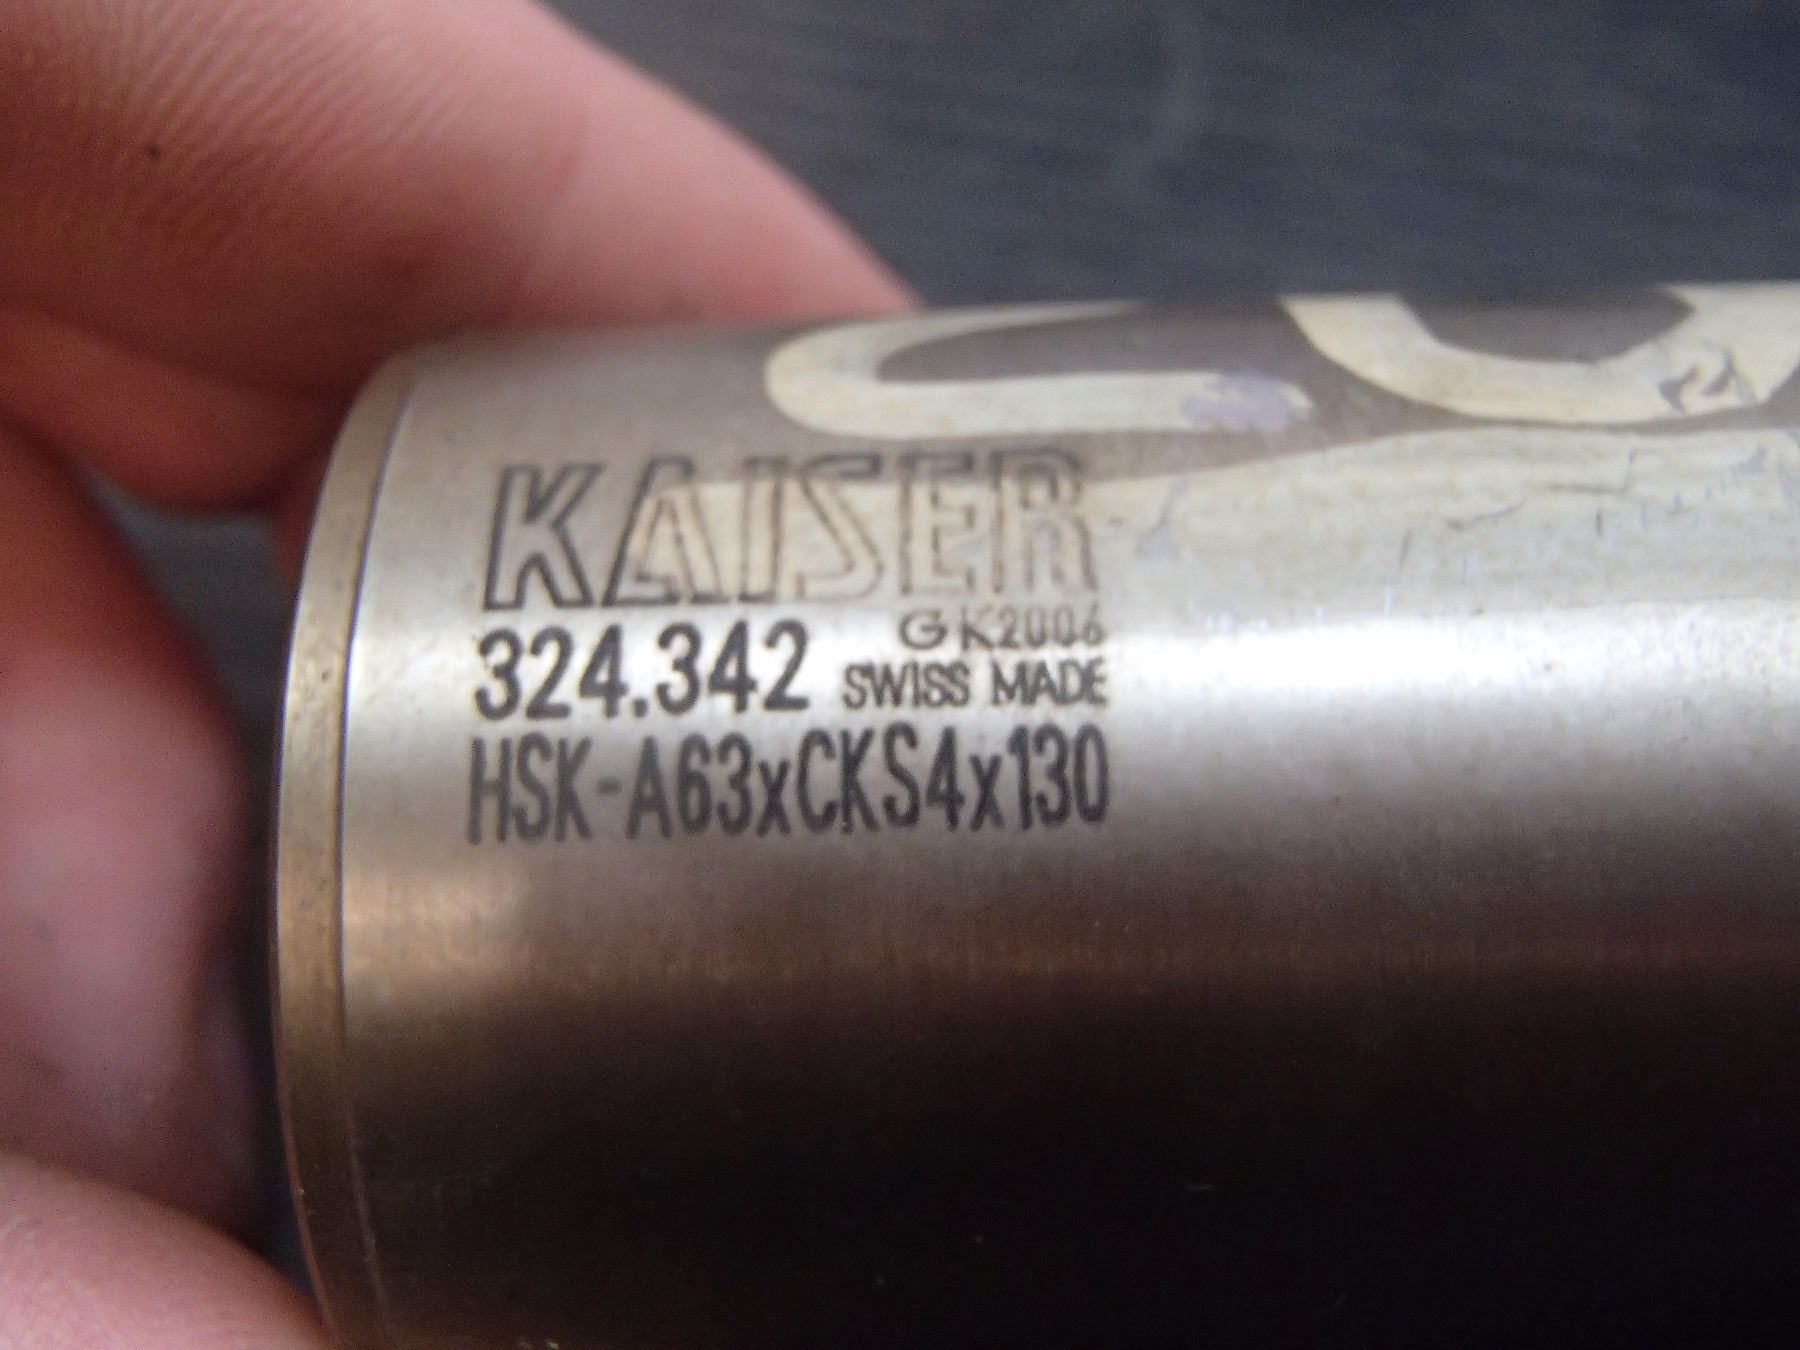 KAISER
GK2006
324.342 SWISS MADE
HSK-A63xCKS4x130